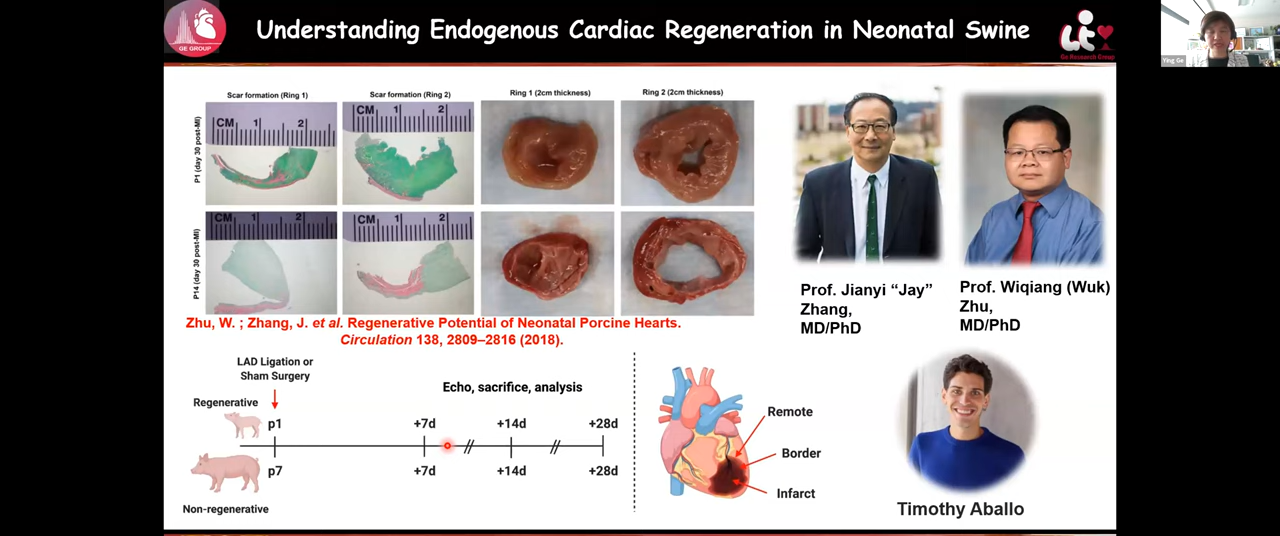 Understanding Endogenous Cardiac Regeneration in Neonatal Swine
GE GROUP
Ge Research Group
Ying Ge
Scar formation (Ring 1)
Scar formation (Ring 2)
Ring 1 (2cm thickness)
Ring 2 (2cm thickness)
P1 (day 30 post-MI)
CM 1 2
CM 1 2
P14 (day 30 post-MI)
CM 1 2
CM 1 2
Zhu, W. ; Zhang, J. et al. Regenerative Potential of Neonatal Porcine Hearts.
Circulation 138, 2809–2816 (2018).
Prof. Jianyi “Jay”
Zhang,
MD/PhD
Prof. Wiqiang (Wuk)
Zhu,
MD/PhD
LAD Ligation or
Sham Surgery
Echo, sacrifice, analysis
Regenerative
p1 +7d +14d +28d
p7 +7d +14d +28d
Non-regenerative
Remote
Border
Infarct
Timothy Aballo